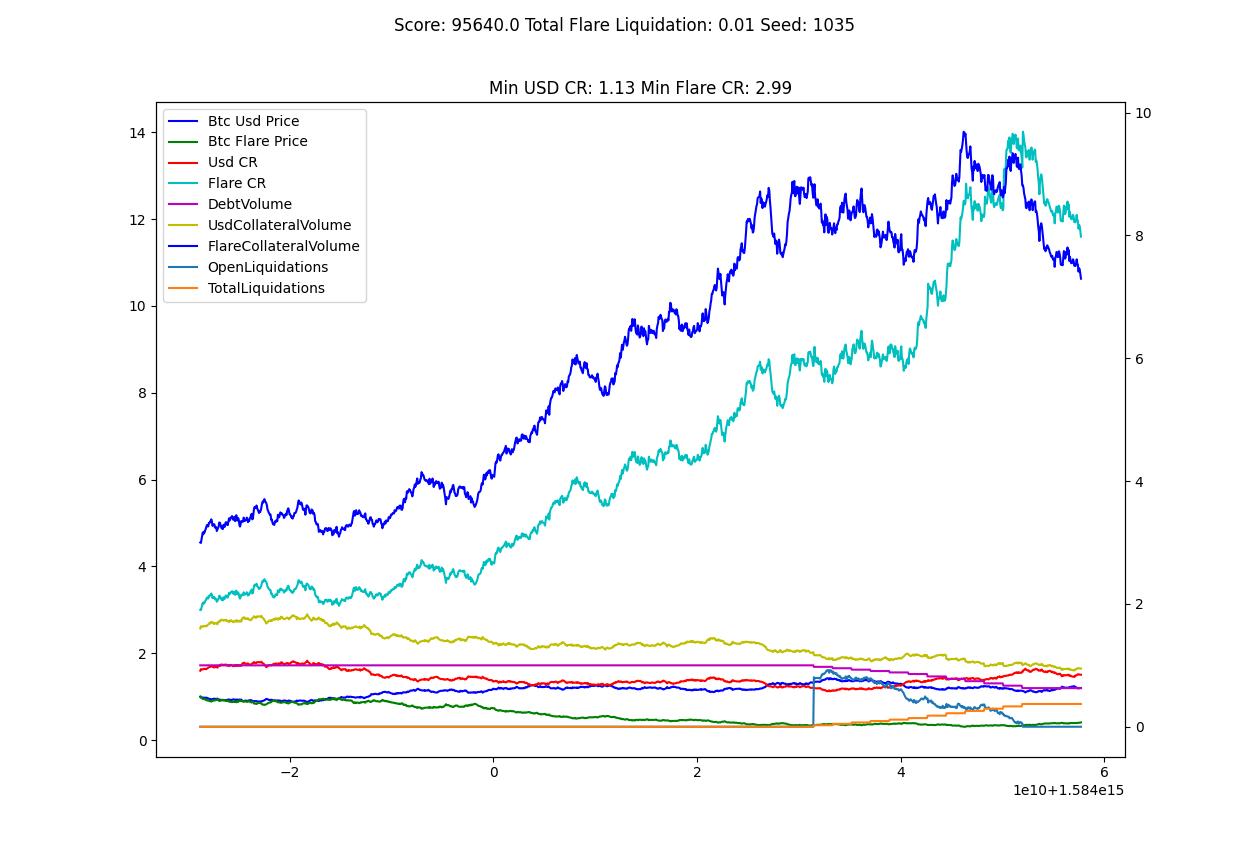 Score: 95640.0 Total Flare Liquidation: 0.01 Seed: 1035
Min USD CR: 1.13 Min Flare CR: 2.99
Btc Usd Price
Btc Flare Price
Usd CR
Flare CR
DebtVolume
UsdCollateralVolume
FlareCollateralVolume
OpenLiquidations
TotalLiquidations
14
12
10
8
6
4
2
0
10
8
6
4
2
0
−2
0
2
4
6
1e10+1.584e15